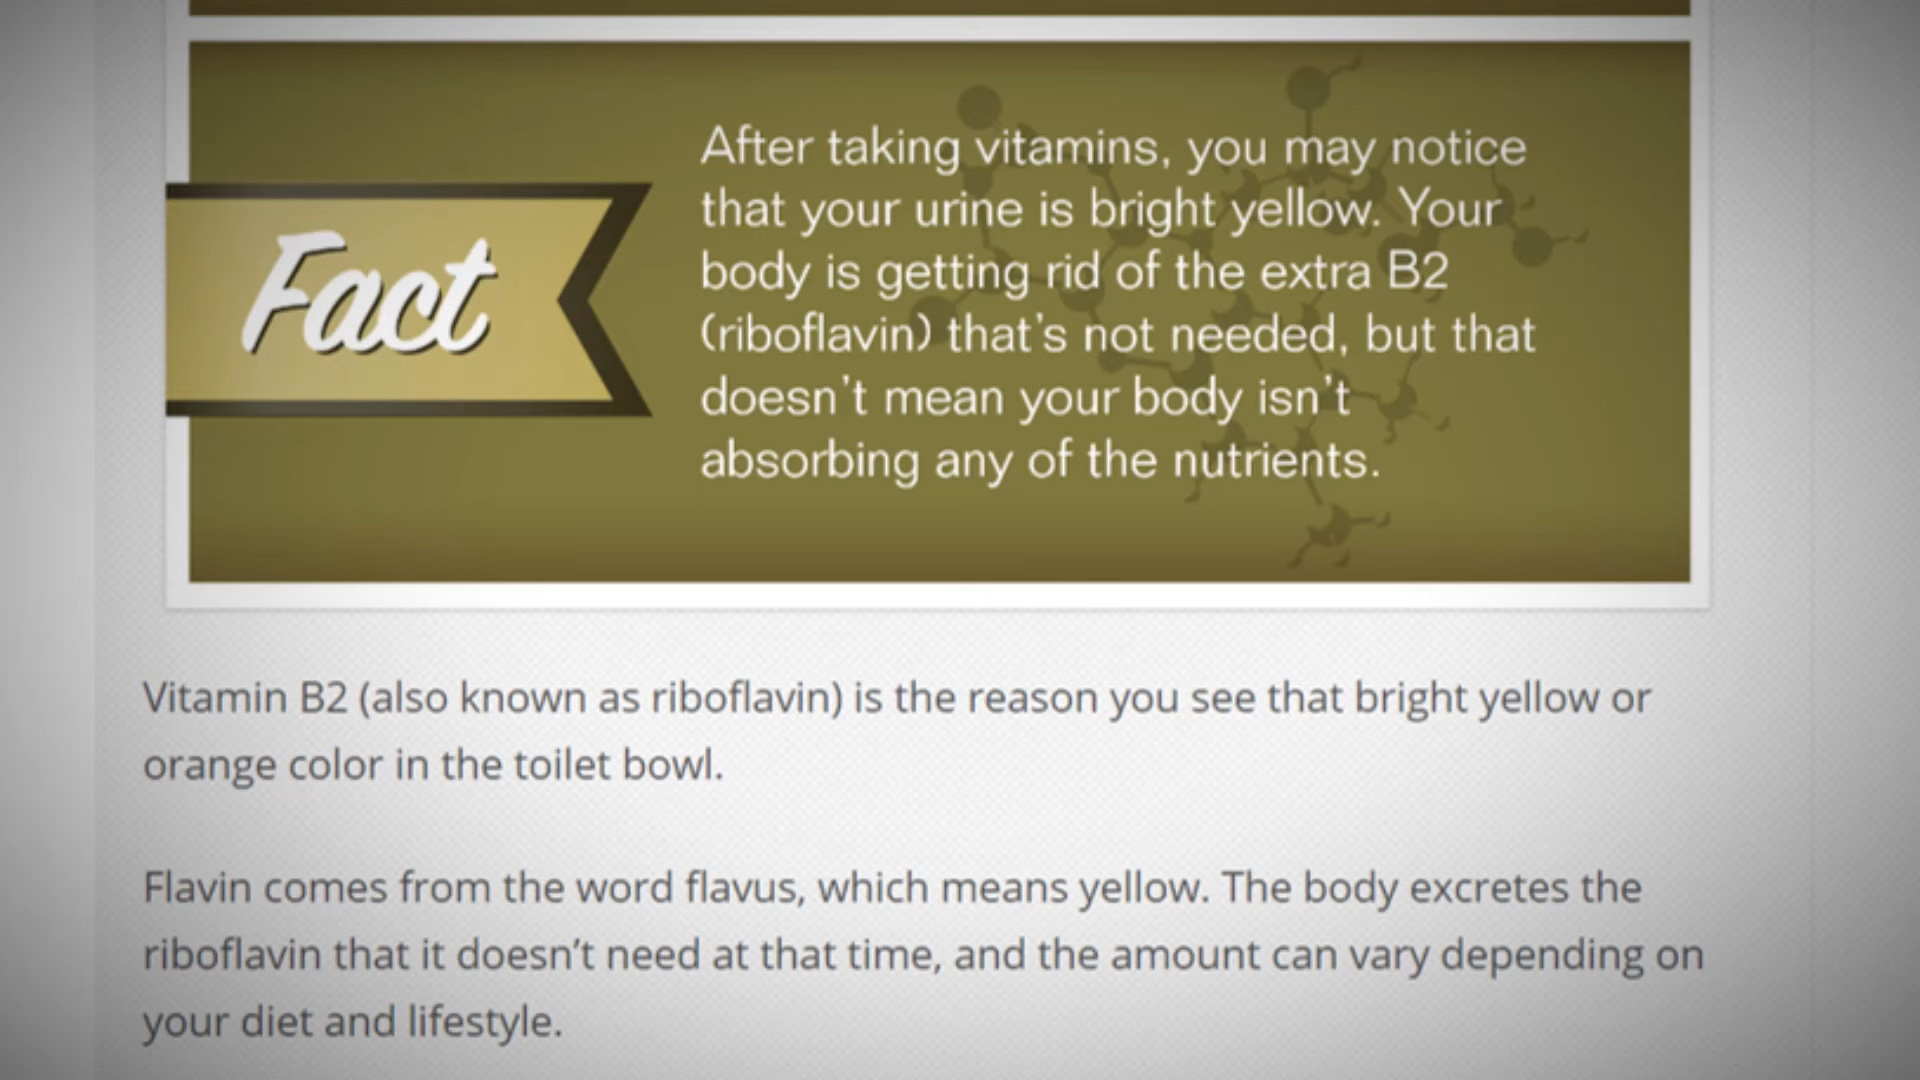 Fact
After taking vitamins, you may notice
that your urine is bright yellow. Your
body is getting rid of the extra B2
(riboflavin) that's not needed, but that
doesn't mean your body isn't
absorbing any of the nutrients.
Vitamin B2 (also known as riboflavin) is the reason you see that bright yellow or
orange color in the toilet bowl.
Flavin comes from the word flavus, which means yellow. The body excretes the
riboflavin that it doesn’t need at that time, and the amount can vary depending on
your diet and lifestyle.